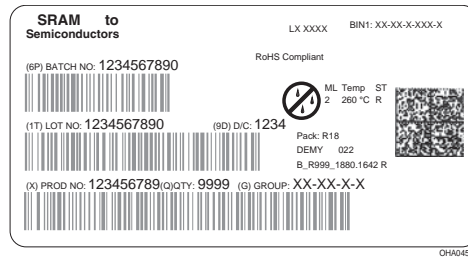 SRAM to
Semiconductors
LX XXXX
BIN1: XX-XX-X-XXX-X
RoHS Compliant
(6P) BATCH NO: 1234567890
ML Temp ST
2 260 °C R
(1T) LOT NO: 1234567890 (9D) D/C: 1234
Pack: R18
DEMY 022
B_R999_1880.1642 R
(X) PROD NO: 123456789(Q)QTY: 9999 (G) GROUP: XX-XX-X-X
OHA045